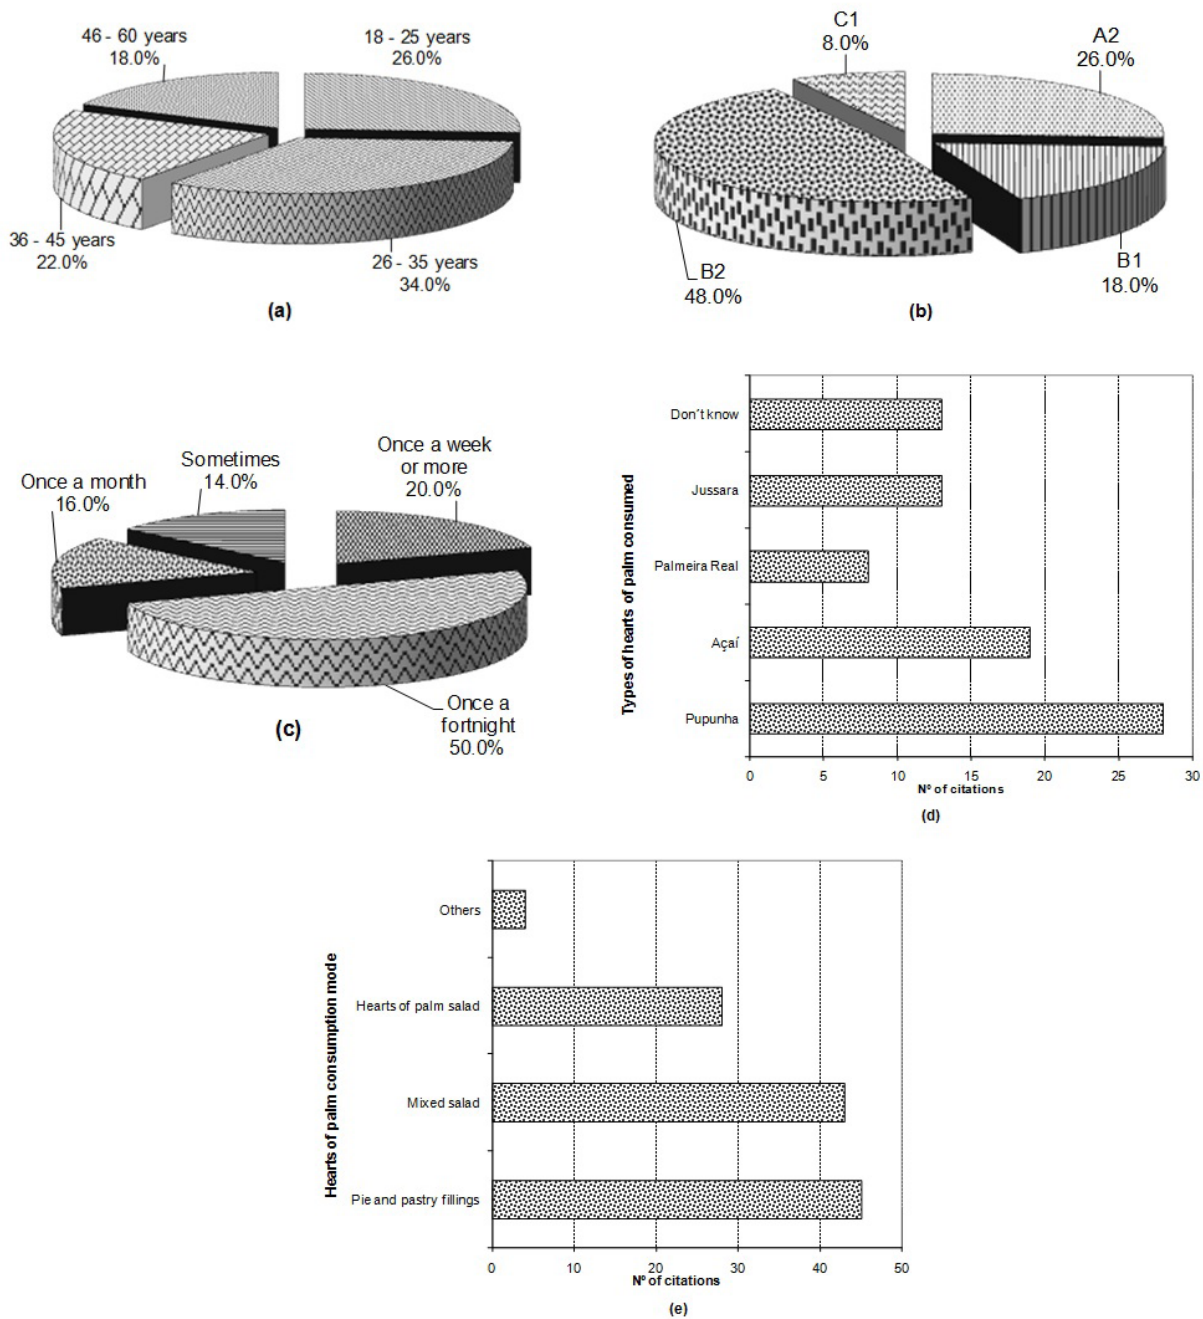 46 - 60 years
18.0%
18 - 25 years
26.0%
36 - 45 years
22.0%
26 - 35 years
34.0%
(a)
C1
8.0%
A2
26.0%
B2
48.0%
B1
18.0%
(b)
Once a month
16.0%
Sometimes
14.0%
Once a week
or more
20.0%
Once a
fortnight
50.0%
(c)
Types of hearts of palm consumed
Don´t know
Jussara
Palmeira Real
Açaí
Pupunha
0 5 10 15 20 25 30
Nº of citations
(d)
Hearts of palm consumption mode
Others
Hearts of palm salad
Mixed salad
Pie and pastry fillings
0 10 20 30 40 50
Nº of citations
(e)